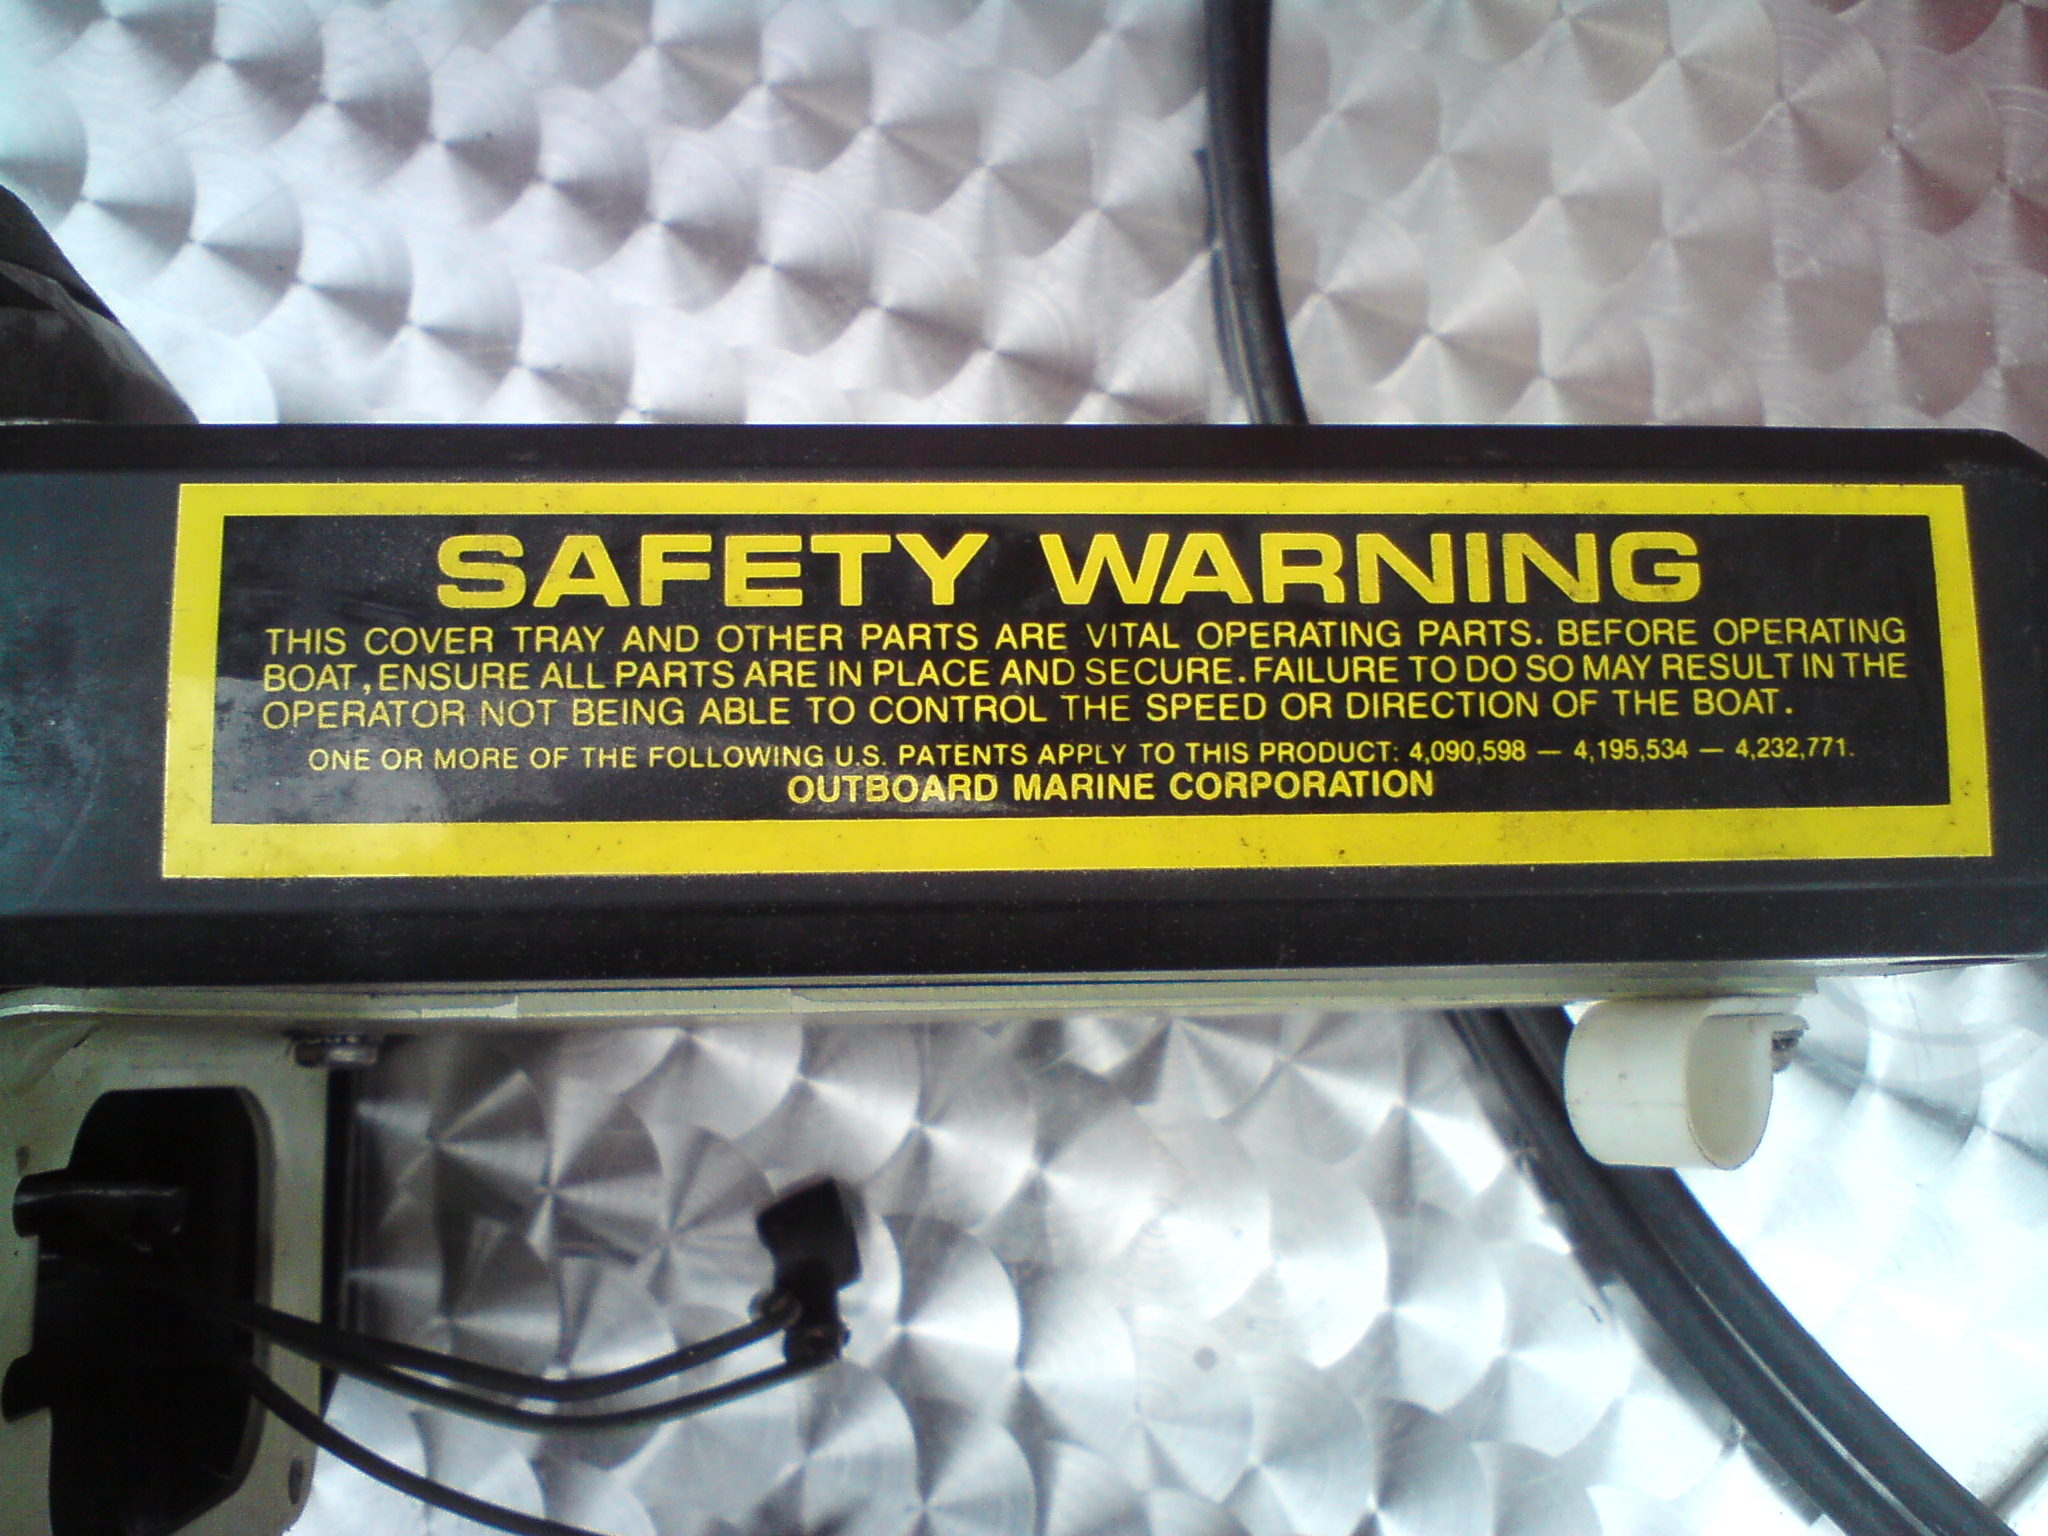 SAFETY WARNING
THIS COVER TRAY AND OTHER PARTS ARE VITAL OPERATING PARTS. BEFORE OPERATING
BOAT, ENSURE ALL PARTS ARE IN PLACE AND SECURE. FAILURE TO DO SO MAY RESULT IN THE
OPERATOR NOT BEING ABLE TO CONTROL THE SPEED OR DIRECTION OF THE BOAT.
ONE OR MORE OF THE FOLLOWING U.S. PATENTS APPLY TO THIS PRODUCT: 4,090,598 — 4,195,534 — 4,232,771.
OUTBOARD MARINE CORPORATION